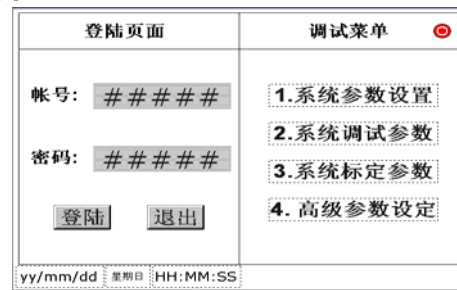 登陆页面
调试菜单
帐号: #####
密码: #####
登陆 退出
1.系统参数设置
2.系统调试参数
3.系统标定参数
4. 高级参数设定
yy/mm/dd 星期日 HH:MM:SS